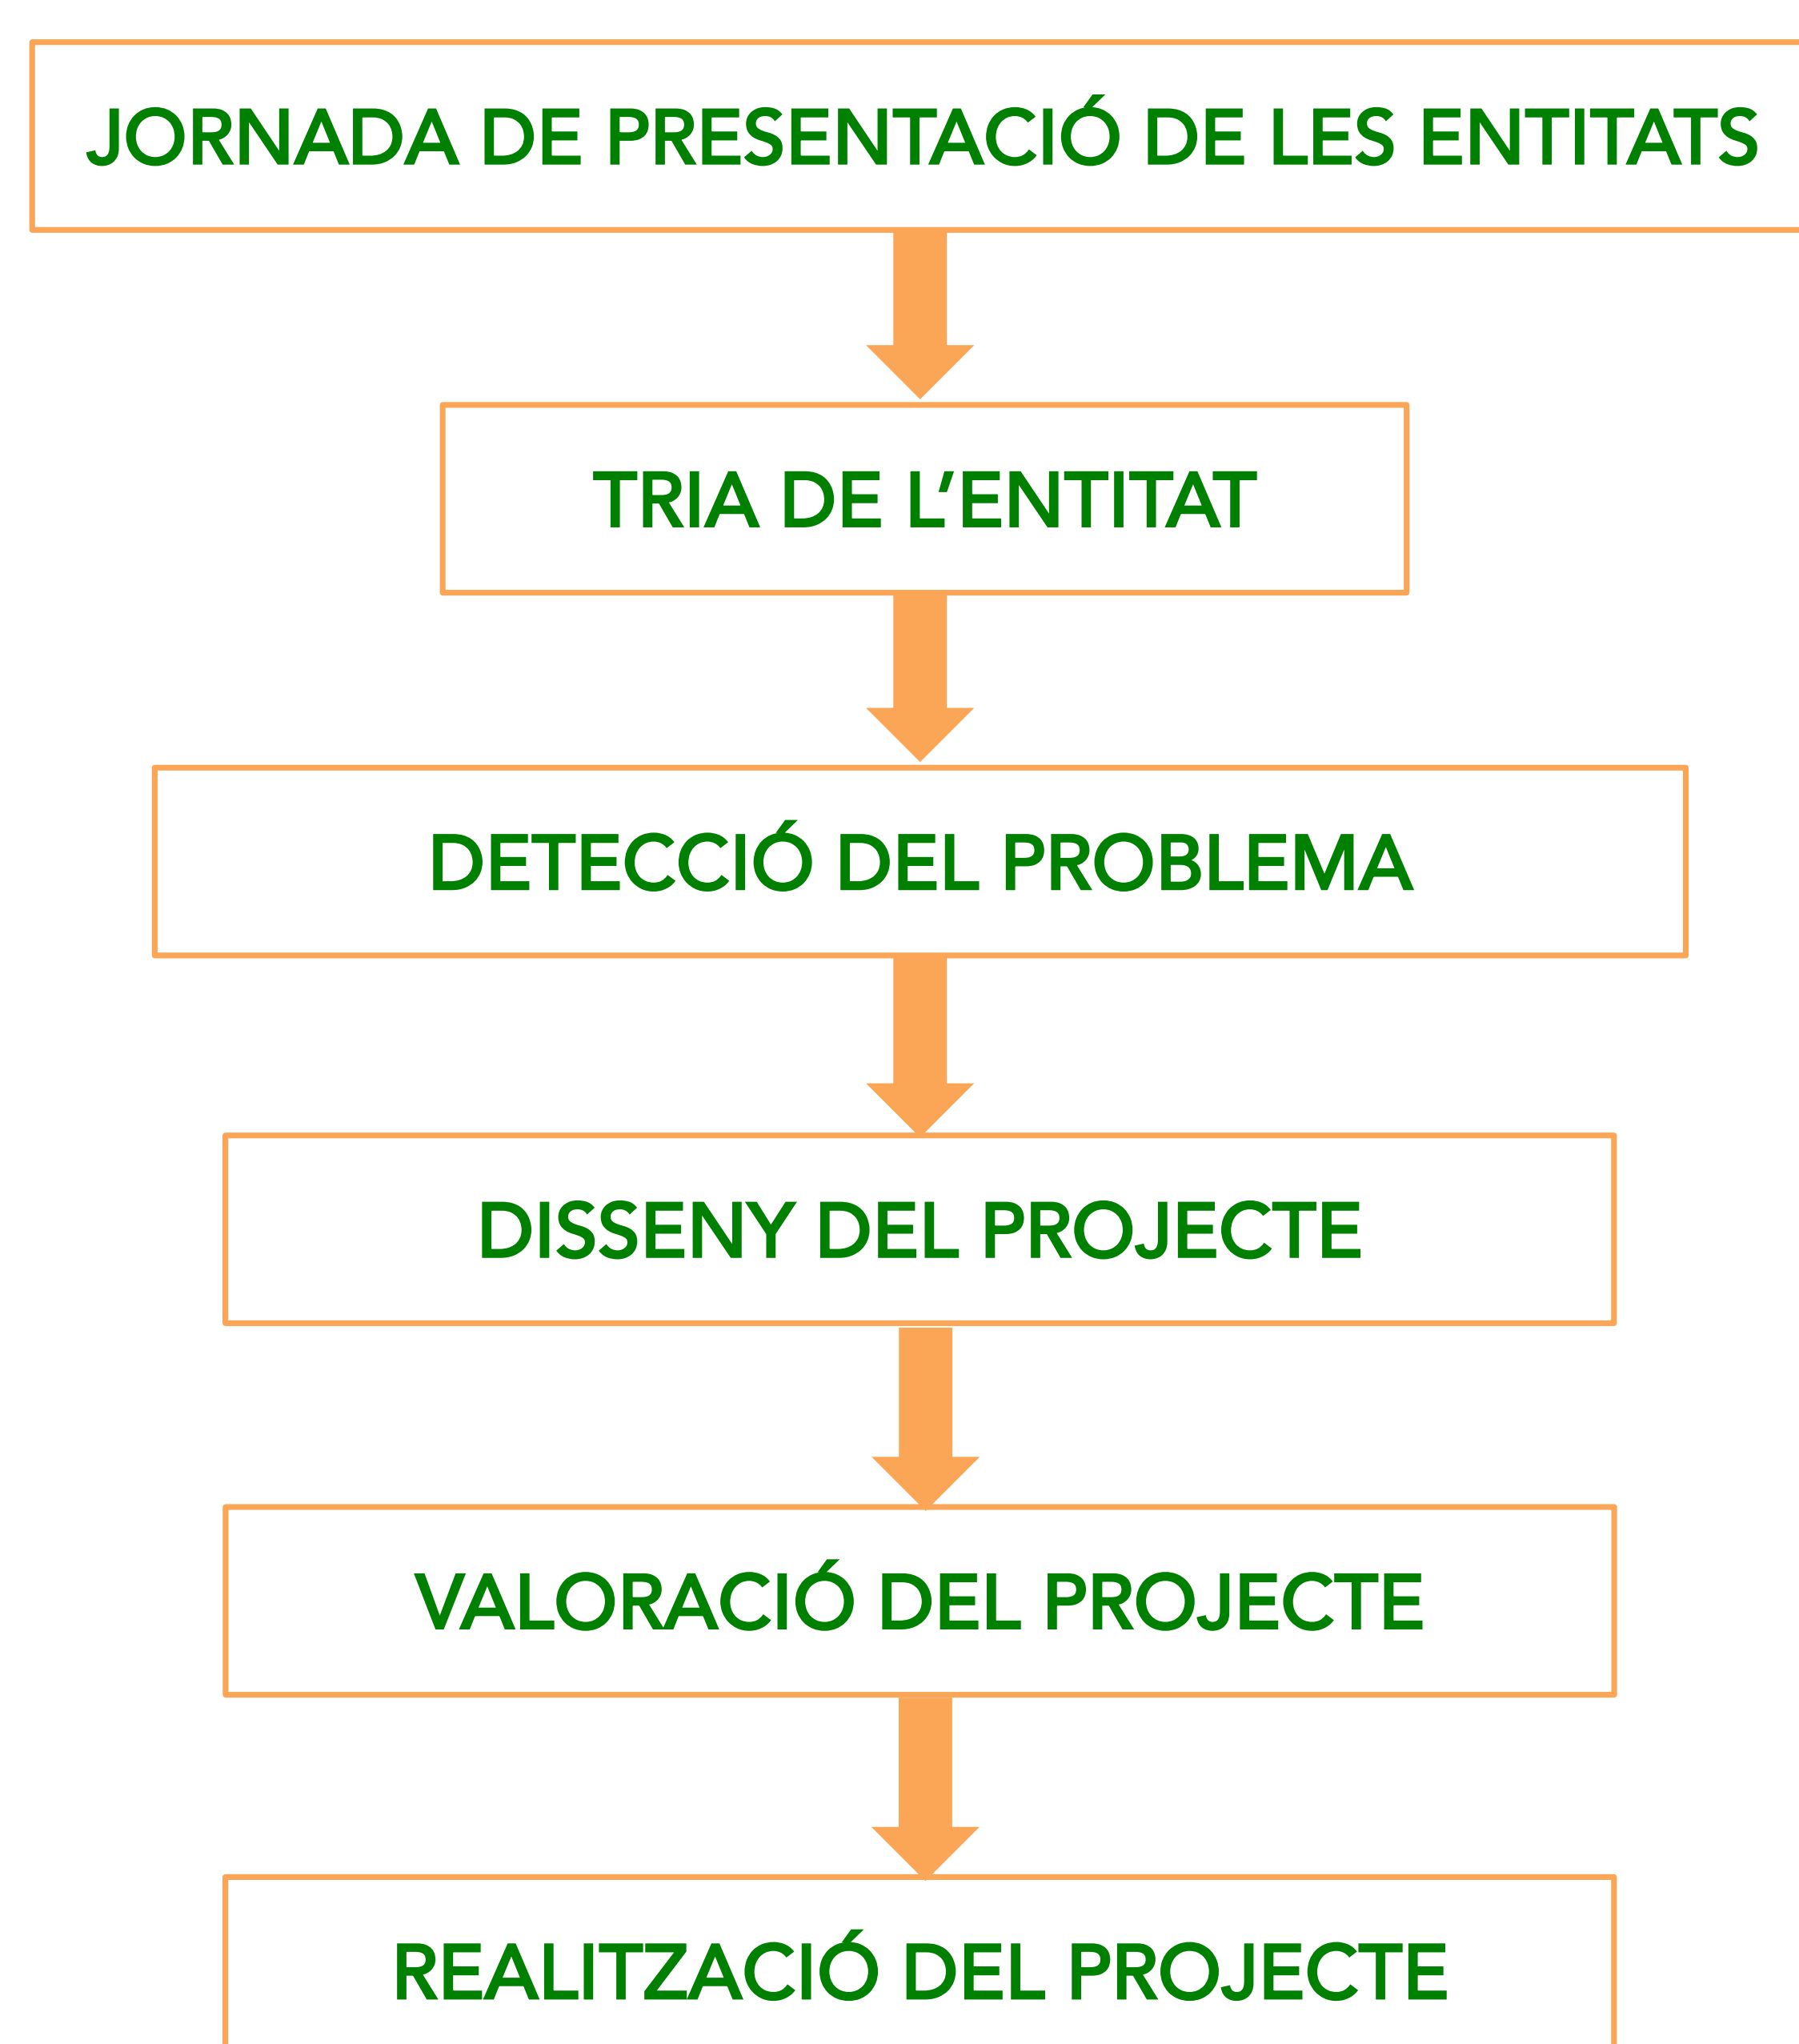 JORNADA DE PRESENTACIÓ DE LES ENTITATS
TRIA DE L’ENTITAT
DETECCIÓ DEL PROBLEMA
DISSENY DEL PROJECTE
VALORACIÓ DEL PROJECTE
REALITZACIÓ DEL PROJECTE